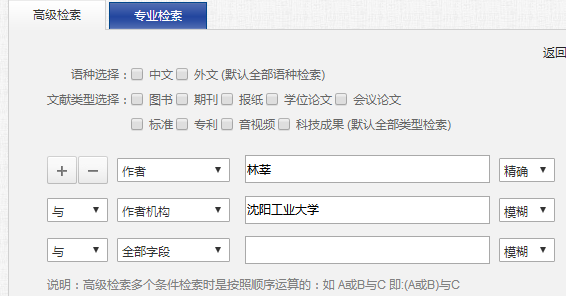 高级检索 专业检索
返回
语种选择： 中文 外文 (默认全部语种检索)
文献类型选择： 图书 期刊 报纸 学位论文 会议论文
标准 专利 音视频 科技成果 (默认全部类型检索)
+ − 作者 林莘 精确
与 作者机构 沈阳工业大学 模糊
与 全部字段 模糊
说明：高级检索多个条件检索时是按照顺序运算的：如 A或B与C 即:(A或B)与C